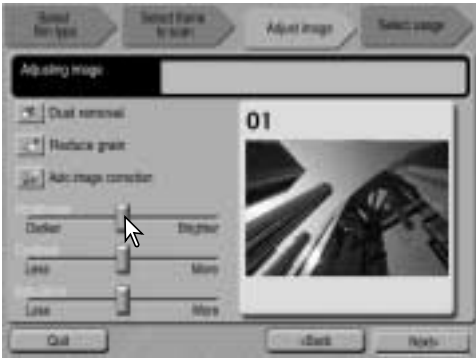 Select
film type
Select frame
to scan
Adjust image
Select usage
Adjusting image
Dust removal
Reduce grain
Auto image correction
01
Darker
Brighter
Less
More
Less
More
Quit
<Back
Next>